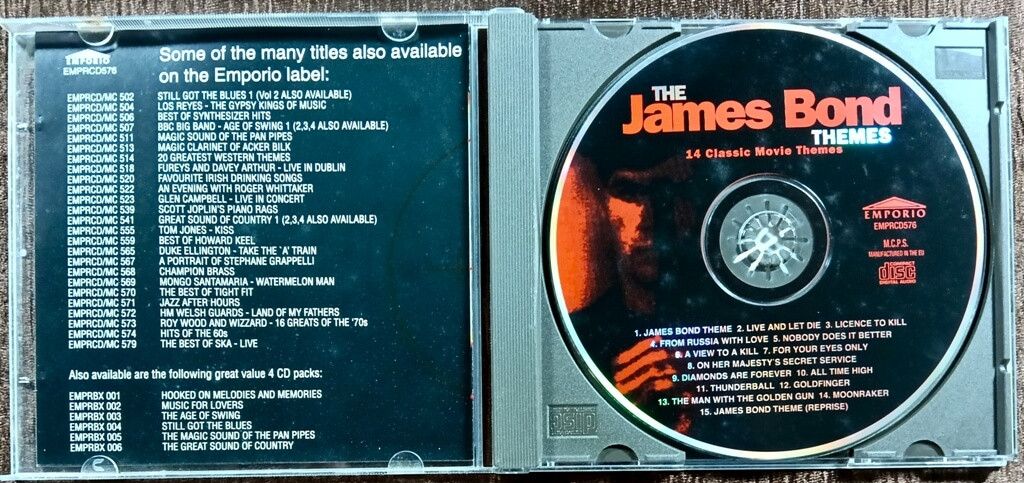 EMPORIO
EMPRCD576
Some of the many titles also available
on the Emporio label:
EMPRCD/MC 502 STILL GOT THE BLUES 1 (Vol 2 ALSO AVAILABLE)
EMPRCD/MC 504 LOS REYES - THE GYPSY KINGS OF MUSIC
EMPRCD/MC 506 BEST OF SYNTHESIZER HITS
EMPRCD/MC 507 BBC BIG BAND - AGE OF SWING 1 (2,3,4 ALSO AVAILABLE)
EMPRCD/MC 511 MAGIC SOUND OF THE PAN PIPES
EMPRCD/MC 513 MAGIC CLARINET OF ACKER BILK
EMPRCD/MC 514 20 GREATEST WESTERN THEMES
EMPRCD/MC 518 FUREYS AND DAVEY ARTHUR - LIVE IN DUBLIN
EMPRCD/MC 520 FAVOURITE IRISH DRINKING SONGS
EMPRCD/MC 522 AN EVENING WITH ROGER WHITTAKER
EMPRCD/MC 523 GLEN CAMPBELL - LIVE IN CONCERT
EMPRCD/MC 539 SCOTT JOPLIN'S PIANO RAGS
EMPRCD/MC 541 GREAT SOUND OF COUNTRY 1 (2,3,4 ALSO AVAILABLE)
EMPRCD/MC 555 TOM JONES - KISS
EMPRCD/MC 559 BEST OF HOWARD KEEL
EMPRCD/MC 565 DUKE ELLINGTON - TAKE THE `A' TRAIN
EMPRCD/MC 567 A PORTRAIT OF STEPHANE GRAPPELLI
EMPRCD/MC 568 CHAMPION BRASS
EMPRCD/MC 569 MONGO SANTAMARIA - WATERMELON MAN
EMPRCD/MC 570 THE BEST OF TIGHT FIT
EMPRCD/MC 571 JAZZ AFTER HOURS
EMPRCD/MC 572 HM WELSH GUARDS - LAND OF MY FATHERS
EMPRCD/MC 573 ROY WOOD AND WIZZARD - 16 GREATS OF THE '70s
EMPRCD/MC 574 HITS OF THE 60s
EMPRCD/MC 579 THE BEST OF SKA - LIVE
Also available are the following great value 4 CD packs:
EMPRBX 001 HOOKED ON MELODIES AND MEMORIES
EMPRBX 002 MUSIC FOR LOVERS
EMPRBX 003 THE AGE OF SWING
EMPRBX 004 STILL GOT THE BLUES
EMPRBX 005 THE MAGIC SOUND OF THE PAN PIPES
EMPRBX 006 THE GREAT SOUND OF COUNTRY
THE
James Bond
THEMES
14 Classic Movie Themes
EMPORIO
EMPRCD576
M.C.P.S.
MANUFACTURED IN THE EU
COMPACT
disc
DIGITAL AUDIO
1. JAMES BOND THEME 2. LIVE AND LET DIE 3. LICENCE TO KILL
4. FROM RUSSIA WITH LOVE 5. NOBODY DOES IT BETTER
6. A VIEW TO A KILL 7. FOR YOUR EYES ONLY
8. ON HER MAJESTY'S SECRET SERVICE
9. DIAMONDS ARE FOREVER 10. ALL TIME HIGH
11. THUNDERBALL 12. GOLDFINGER
13. THE MAN WITH THE GOLDEN GUN 14. MOONRAKER
15. JAMES BOND THEME (REPRISE)
disc